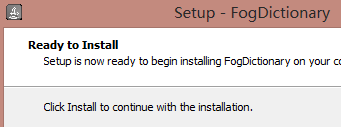 Setup - FogDictionary
Ready to Install
Setup is now ready to begin installing FogDictionary on your
Click Install to continue with the installation.